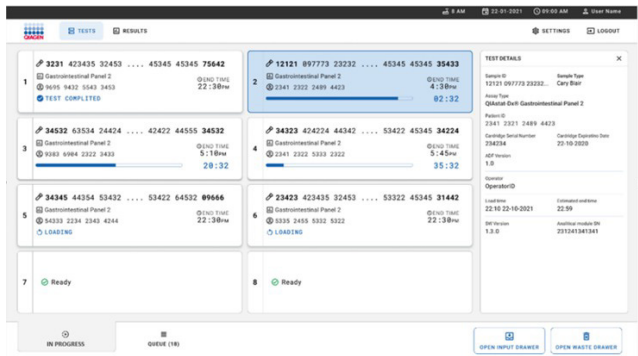 8 AM 22-01-2021 09:00 AM User Name
QIAGEN TESTS RESULTS SETTINGS LOGOUT
1
3231 423435 32453 .... 45345 45345 75642
Gastrointestinal Panel 2
9695 9432 5543 3453
TEST COMPLITED
END TIME
22:30PM
2
12121 897773 23232 ... 45345 45345 35433
Gastrointestinal Panel 2
2341 2322 2489 4423
END TIME
4:30PM
02:32
3
34532 63534 24424 .... 42422 44555 34532
Gastrointestinal Panel 2
9383 6984 2322 3433
END TIME
5:10PM
20:32
4
34323 424224 44342 .... 53422 45345 34224
Gastrointestinal Panel 2
2341 2322 5333 2322
END TIME
5:45PM
35:32
5
34345 44354 53432 .... 53422 64532 09666
Gastrointestinal Panel 2
54333 2234 2343 4244
LOADING
END TIME
22:30PM
6
23423 423435 32453 .... 53322 45345 31442
Gastrointestinal Panel 2
5335 2455 5332 5322
LOADING
END TIME
22:30PM
7 Ready
8 Ready
TEST DETAILS
Sample ID Sample Type
12121 897773 23232... Cary Blair
Assay Type
QIAstat-Dx® Gastrointestinal Panel 2
Patient ID
2341 2321 2489 4423
Cartridge Serial Number Cartridge Expiration Date
234234 22-10-2020
ADF Version
1.0
Operator
OperatorID
Load time Estimated end time
22:10 22-10-2021 22:59
SW Version Analitical module SN
1.3.0 231241341341
IN PROGRESS QUEUE (18)
OPEN INPUT DRAWER OPEN WASTE DRAWER